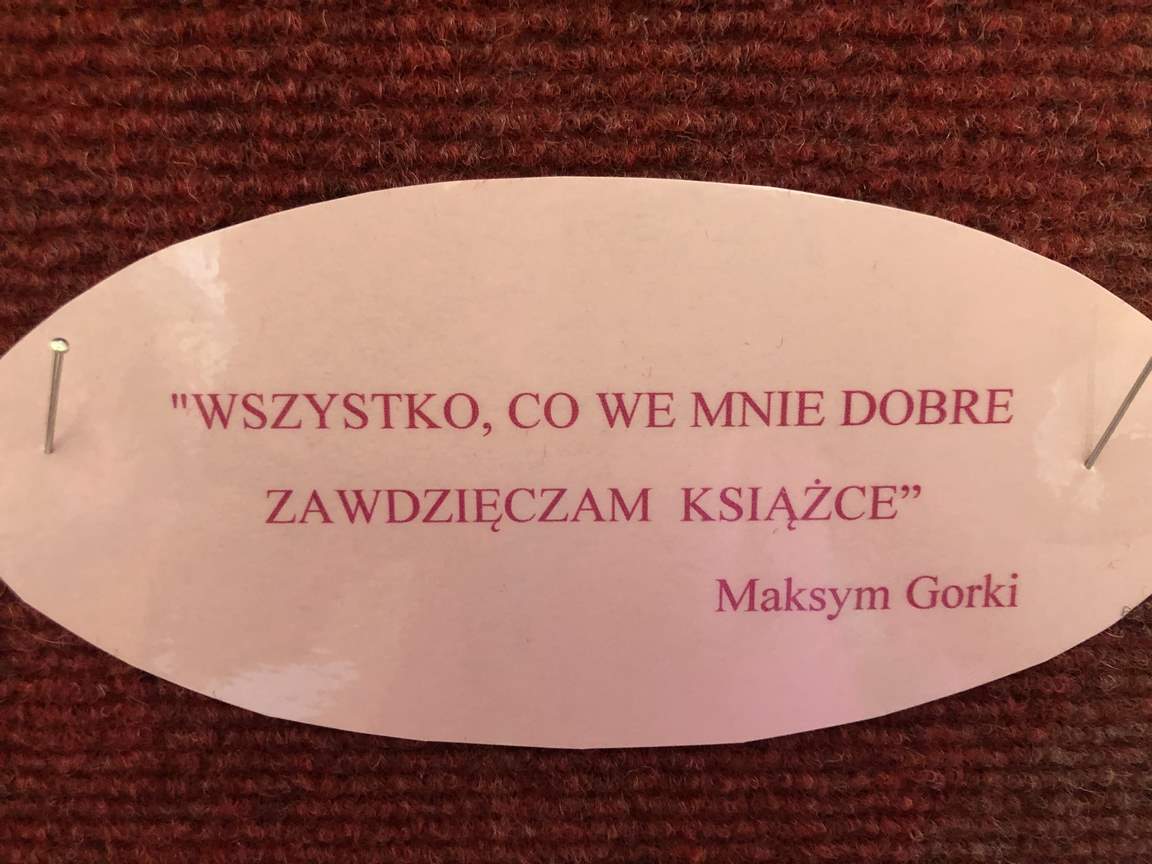 "WSZYSTKO, CO WE MNIE DOBRE
ZAWDZIĘCZAM KSIĄŻCE”
Maksym Gorki